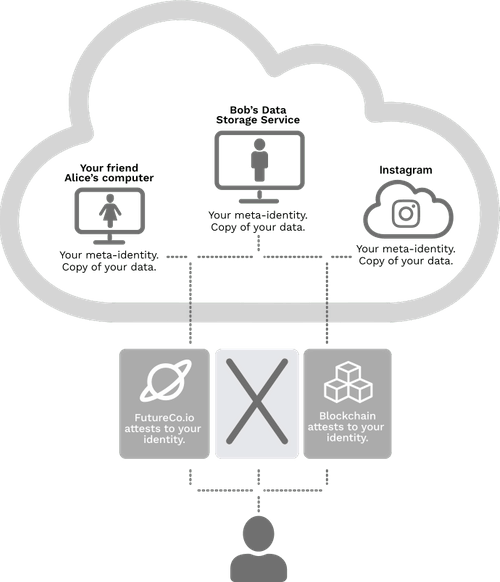 Bob's Data
Storage Service
Your friend
Alice's computer
Instagram
Your meta-identity.
Copy of your data.
Your meta-identity.
Copy of your data.
Your meta-identity.
Copy of your data.
FutureCo.io
attests to your
identity.
X
Blockchain
attests to your
identity.